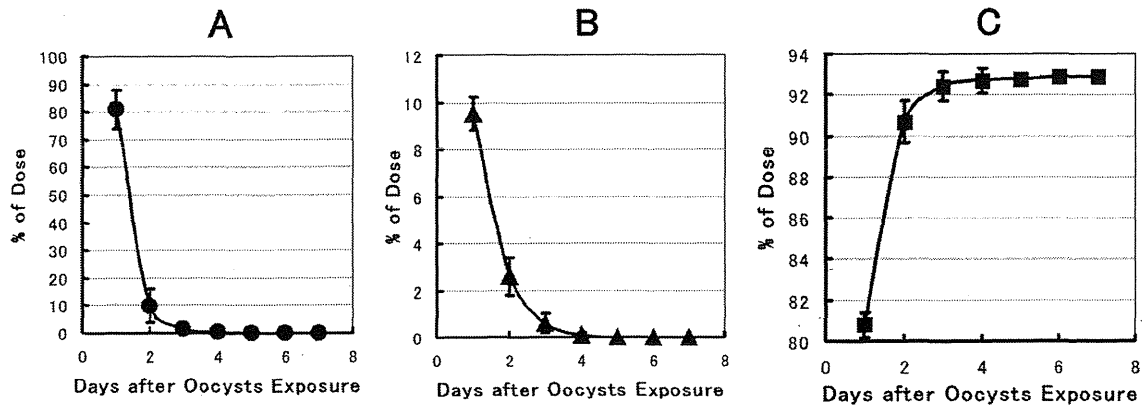 A
B
C
% of Dose
100
90
80
70
60
50
40
30
20
10
0
0 2 4 6 8
Days after Oocysts Exposure
% of Dose
12
10
8
6
4
2
0
0 2 4 6 8
Days after Oocysts Exposure
% of Dose
94
92
90
88
86
84
82
80
0 2 4 6 8
Days after Oocysts Exposure